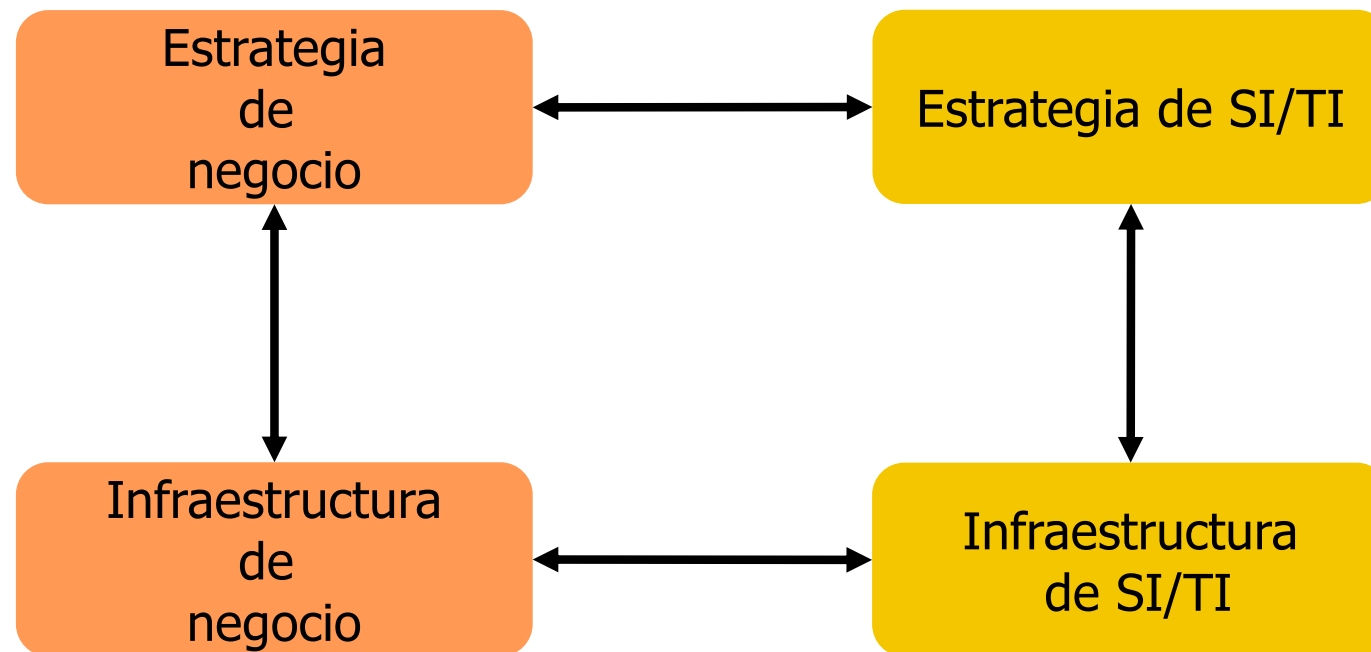 Estrategia
de
negocio
Estrategia de SI/TI
Infraestructura
de
negocio
Infraestructura
de SI/TI